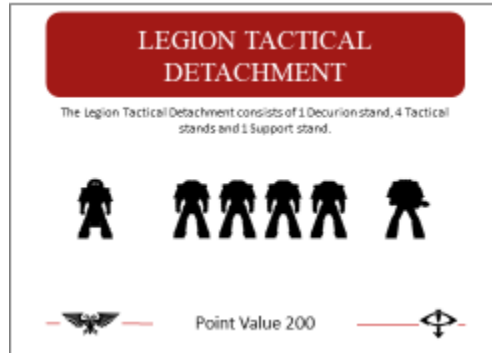 LEGION TACTICAL
DETACHMENT
The Legion Tactical Detachment consists of 1 Decurion stand, 4 Tactical
stands and 1 Support stand.
Point Value 200